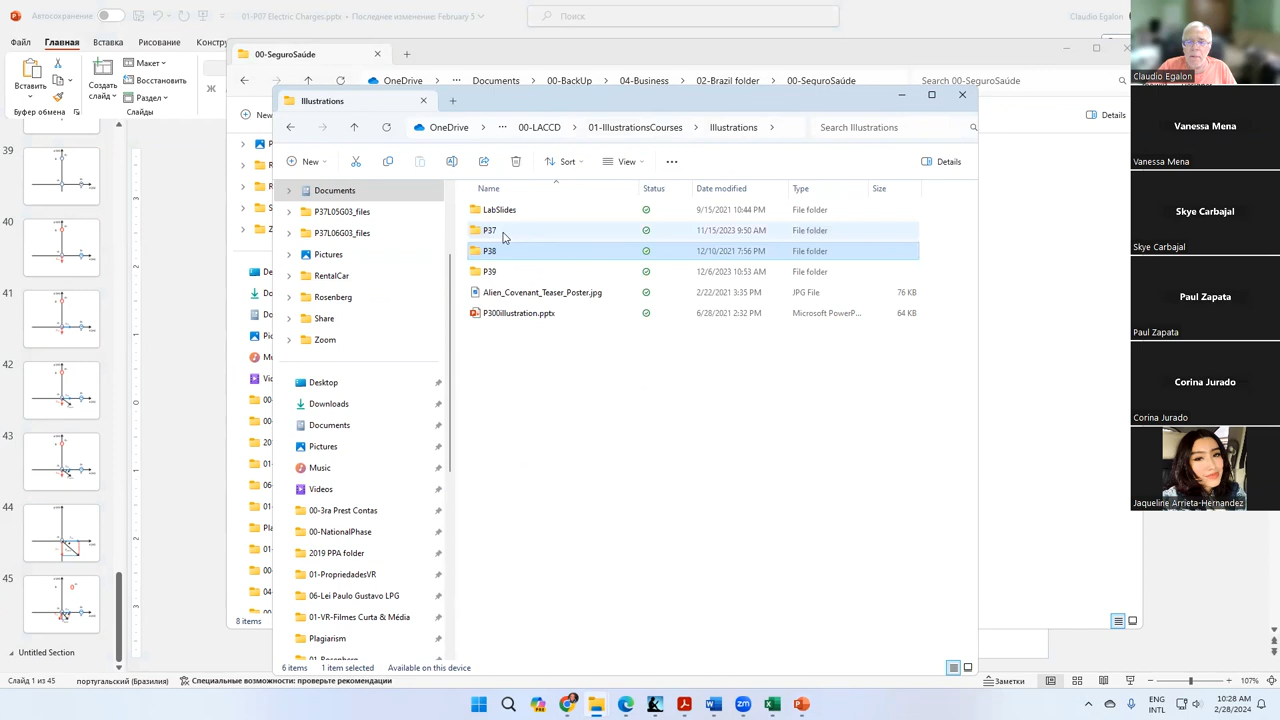 Автосохранение
01-P07 Electric
on - LA... • Saved
Поиск
Claudio Egalon
Файл
Главная
Вставка
Рисование
Вставить
Буфер обмена
Создать
слайд
Макет
Восстановить
Раздел
Слайды
Ж
39
40
41
42
43
44
45
Untitled Section
Слайд 1 из 45
португальский (Бразилия)
Специальные возможности: проверьте рекомендации
Заметки
107%
00-SeguroSaúde
OneDrive
Documents
00-BackUp
04-Business
02-Brazil folder
00-SeguroSaúde
Search 00-SeguroSaúde
Details
8 items
Illustrations
OneDrive
00-LACCD
01-IllustrationsCourses
Illustrations
Search Illustrations
New
Sort
View
Details
Documents
P37L05G03_files
P37L06G03_files
Pictures
RentalCar
Rosenberg
Share
Zoom
Desktop
Downloads
Documents
Pictures
Music
Videos
00-3ra Prest Contas
00-NationalPhase
2019 PPA folder
01-PropriedadesVR
06-Lei Paulo Gustavo LPG
01-VR-Filmes Curta & Média
Plagiarism
01-Rosenberg
Name
Status
Date modified
Type
Size
LabSlides
9/15/2021 10:44 PM
File folder
P37
11/15/2023 9:50 AM
File folder
P38
12/10/2021 7:56 PM
File folder
P39
12/6/2023 10:53 AM
File folder
Alien_Covenant_Teaser_Poster.jpg
2/22/2021 3:35 PM
JPG File
76 KB
P300illustration.pptx
6/28/2021 2:32 PM
Microsoft PowerP...
64 KB
6 items
1 item selected
Available on this device
Claudio Egalon
Vanessa Mena
Vanessa Mena
Skye Carbajal
Skye Carbajal
Paul Zapata
Paul Zapata
Corina Jurado
Corina Jurado
Jaqueline Arrieta-Hernandez
ENG
INTL
10:28 AM
2/28/2024